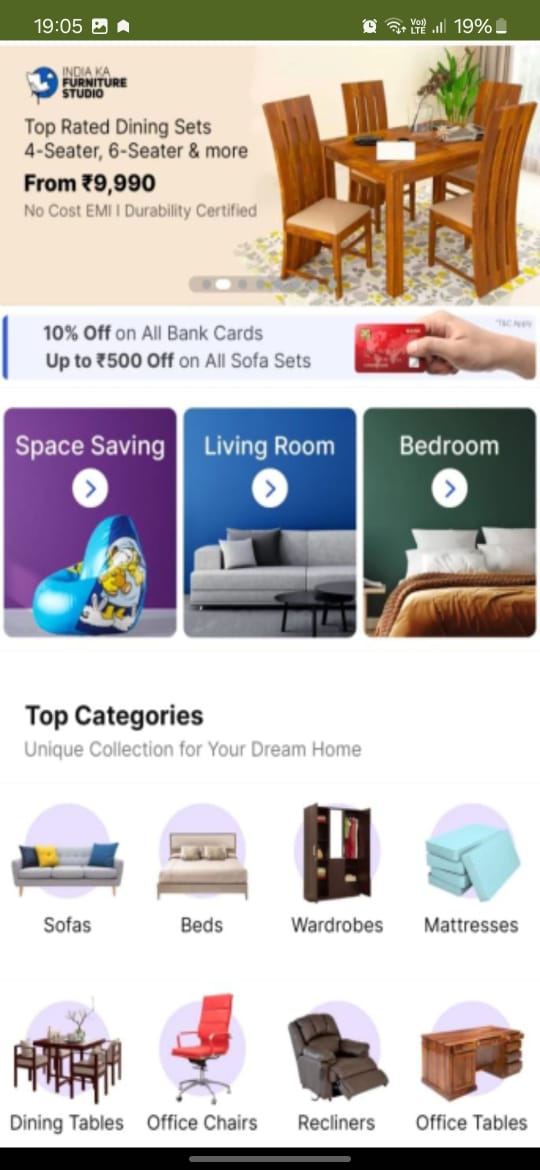 19:05
Vo)) LTE 19%
INDIA KA
FURNITURE
STUDIO
Top Rated Dining Sets
4-Seater, 6-Seater & more
From ₹9,990
No Cost EMI I Durability Certified
10% Off on All Bank Cards
*T&C Apply
Up to ₹500 Off on All Sofa Sets
Space Saving
Living Room
Bedroom
Top Categories
Unique Collection for Your Dream Home
Sofas
Beds
Wardrobes
Mattresses
Dining Tables
Office Chairs
Recliners
Office Tables